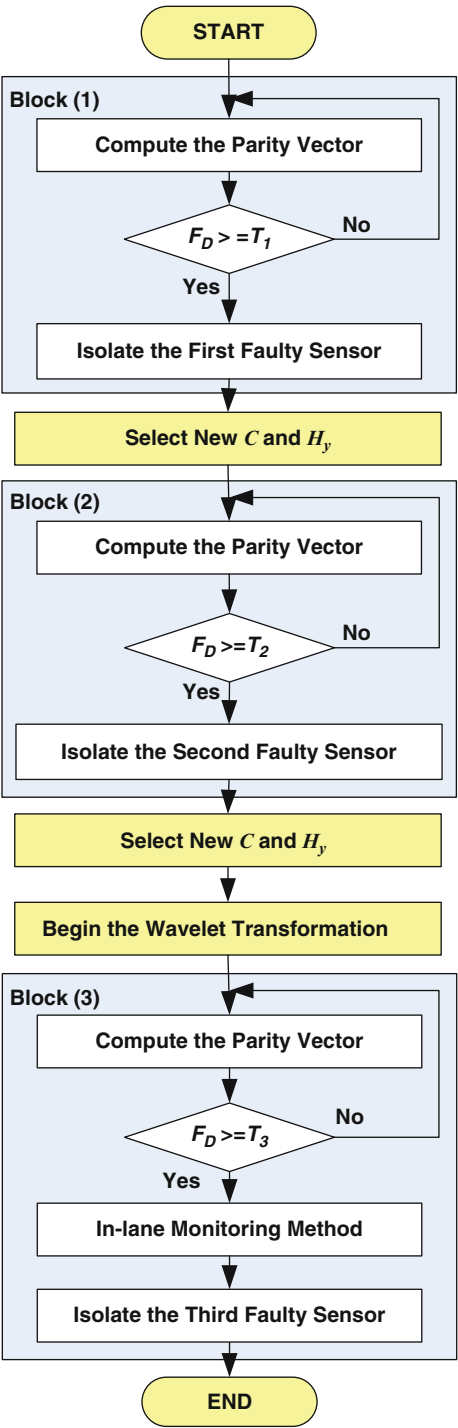 START
Block (1)
Compute the Parity Vector
F_D >=T_1
No
Yes
Isolate the First Faulty Sensor
Select New C and H_y
Block (2)
Compute the Parity Vector
F_D >=T_2
No
Yes
Isolate the Second Faulty Sensor
Select New C and H_y
Begin the Wavelet Transformation
Block (3)
Compute the Parity Vector
F_D >=T_3
No
Yes
In-lane Monitoring Method
Isolate the Third Faulty Sensor
END